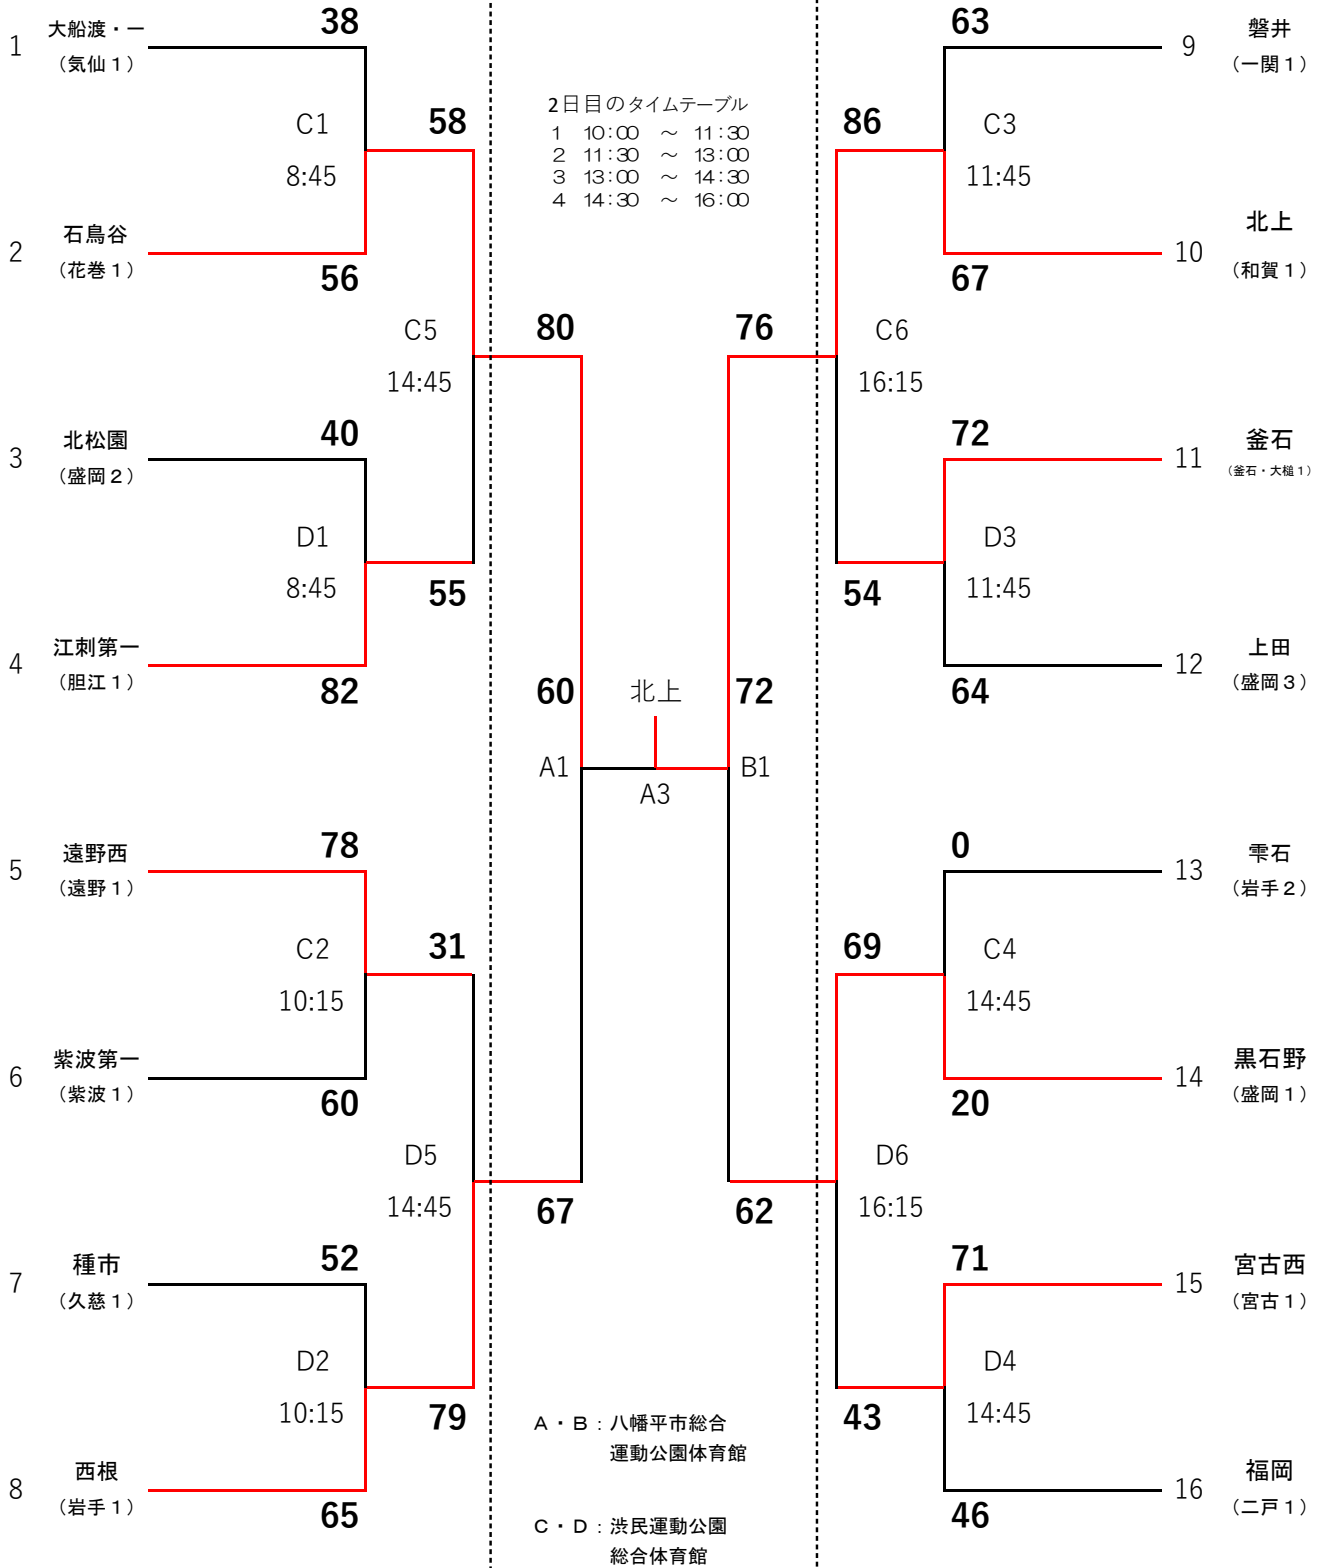 1
大船渡・一
（気仙１）
38
C1
8:45
58
2
石鳥谷
（花巻１）
56
C5
14:45
80
3
北松園
（盛岡２）
40
D1
8:45
55
4
江刺第一
（胆江１）
82
60
A1
5
遠野西
（遠野１）
78
C2
10:15
31
6
紫波第一
（紫波１）
60
D5
14:45
67
7
種市
（久慈１）
52
D2
10:15
79
8
西根
（岩手１）
65
2日目のタイムテーブル
1 10:00 ～ 11:30
2 11:30 ～ 13:00
3 13:00 ～ 14:30
4 14:30 ～ 16:00
北上
A3
A・B：八幡平市総合
運動公園体育館
C・D：渋民運動公園
総合体育館
63
磐井
9
（一関１）
86
C3
11:45
北上
10
（和賀１）
67
76
C6
16:15
72
釜石
11
（釜石・大槌１）
D3
11:45
54
上田
12
（盛岡３）
64
72
B1
0
雫石
13
（岩手２）
69
C4
14:45
黒石野
14
（盛岡１）
20
D6
16:15
62
71
宮古西
15
（宮古１）
D4
14:45
43
福岡
16
（二戸１）
46